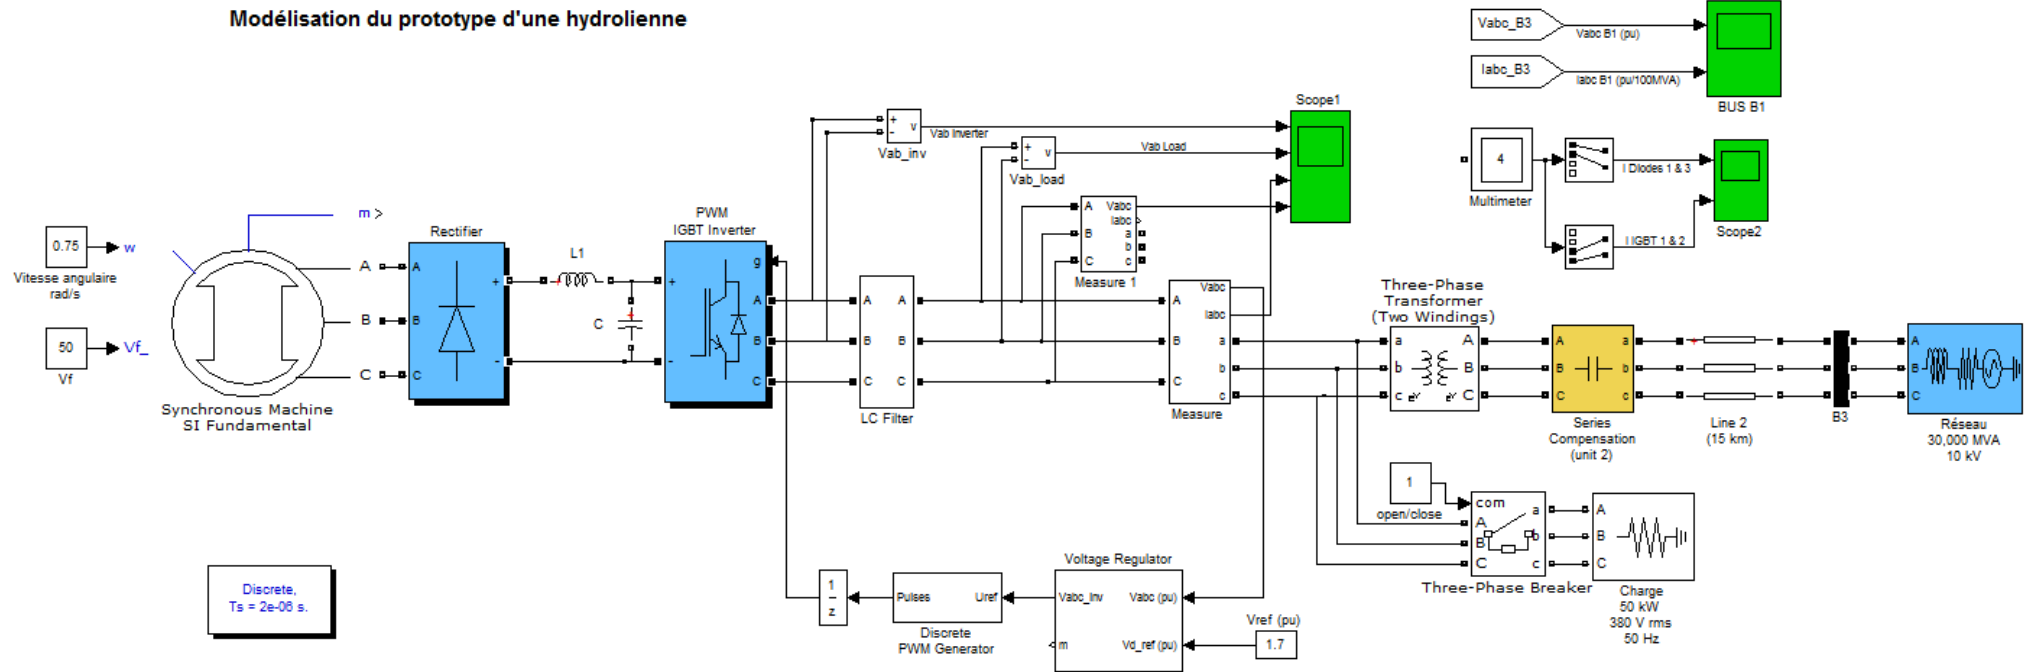 Modélisation du prototype d'une hydrolienne
Vabc_B3
Vabc B1 (pu)
Iabc_B3
Iabc B1 (pu/100MVA)
BUS B1
Scope1
+
-
v
Vab Inverter
Vab_inv
+
-
v
Vab Load
Vab_load
4
Multimeter
I Diodes 1 & 3
I IGBT 1 & 2
Scope2
A
B
C
Vabc
Iabc
a
b
c
Measure 1
0.75
w
Vitesse angulaire
rad/s
50
Vf_
Vf
m
A
B
C
Synchronous Machine
SI Fundamental
Rectifier
A
B
C
+
-
L1
C
PWM
IGBT Inverter
+
-
g
A
B
C
A
B
C
A
B
C
LC Filter
A
B
C
Vabc
Iabc
a
b
c
Measure
Three-Phase
Transformer
(Two Windings)
a
b
c
A
B
C
A
B
C
a
b
c
Series
Compensation
(unit 2)
Line 2
(15 km)
B3
A
B
C
Réseau
30,000 MVA
10 kV
1
open/close
com
A
B
C
a
b
c
Three-Phase Breaker
A
B
C
Charge
50 kW
380 V rms
50 Hz
Discrete,
Ts = 2e-06 s.
1
z
Pulses
Uref
Discrete
PWM Generator
Voltage Regulator
Vabc_Inv
Vabc (pu)
m
Vd_ref (pu)
Vref (pu)
1.7